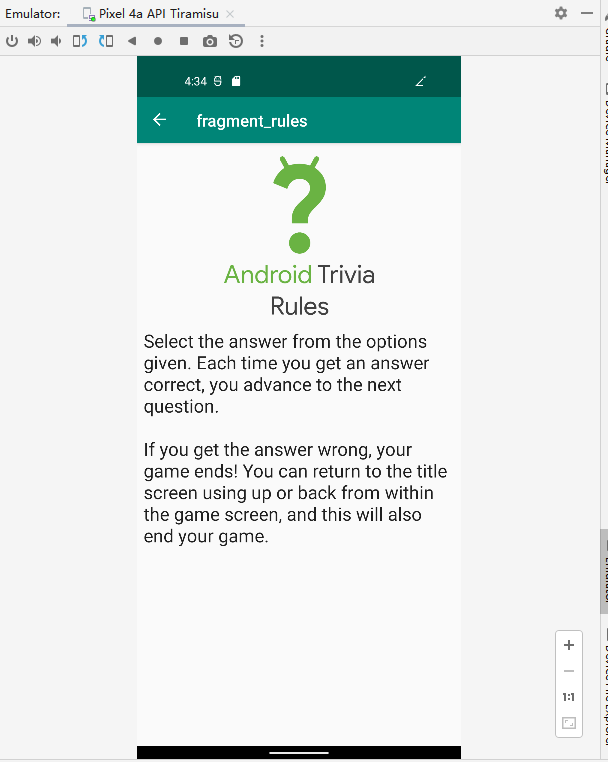 Emulator: Pixel 4a API Tiramisu
4:34
fragment_rules
Android Trivia
Rules
Select the answer from the options
given. Each time you get an answer
correct, you advance to the next
question.
If you get the answer wrong, your
game ends! You can return to the title
screen using up or back from within
the game screen, and this will also
end your game.
1:1